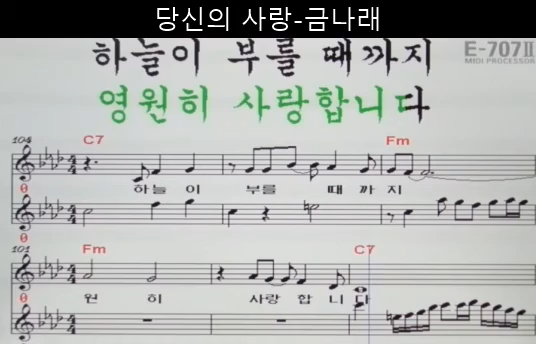 당신의 사랑-금나래
하늘이 부를 때까지
E-707II
MIDI PROCESSOR
영원히 사랑합니다
104
C7
Fm
하 늘 이 부를 때 까 지
101
Fm
C7
원 히 사랑 합 니 다